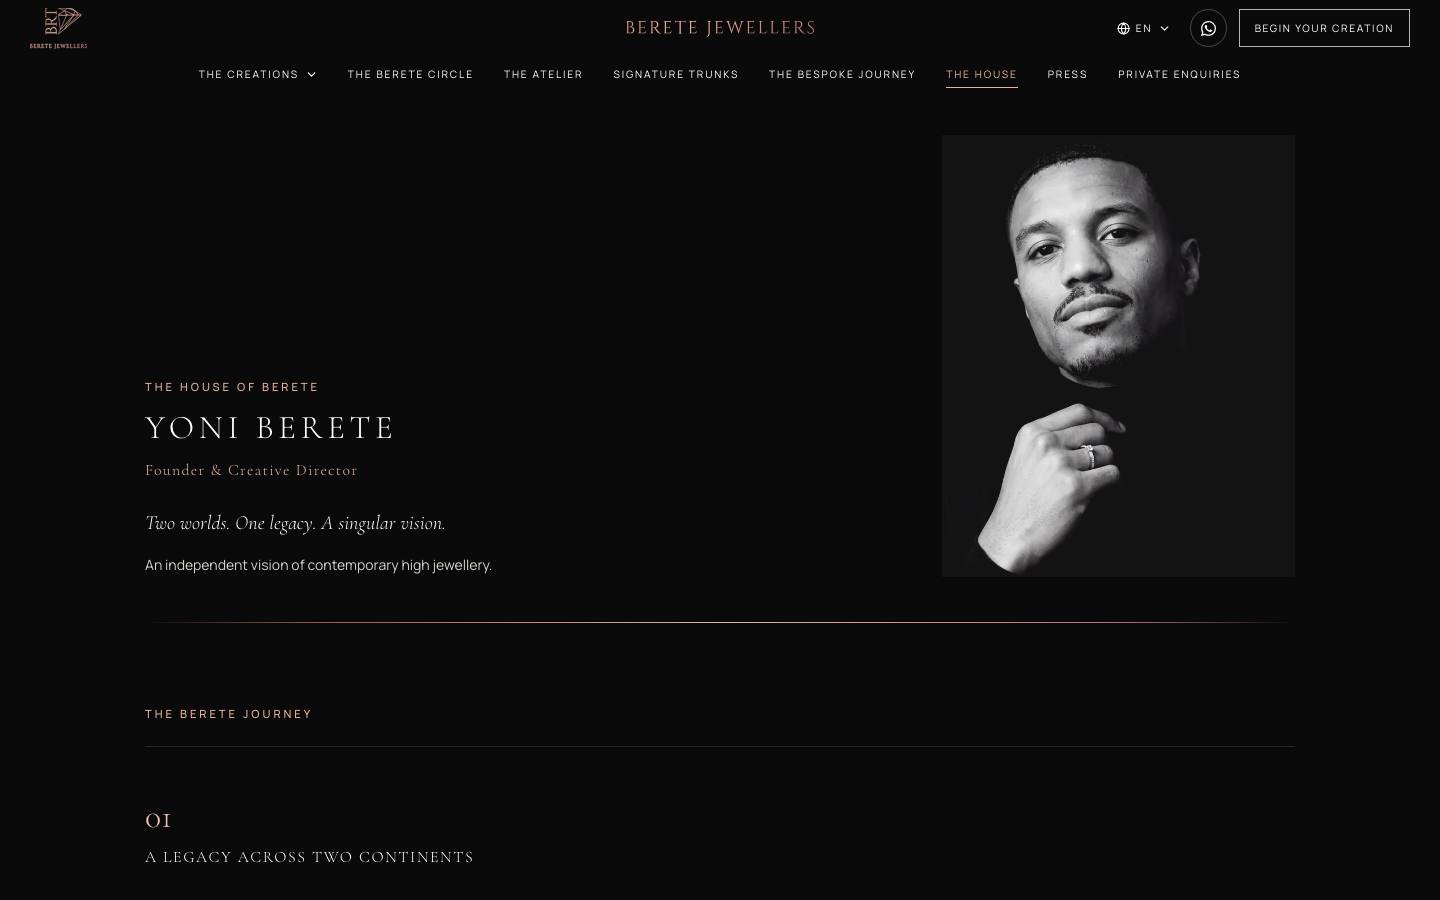 BRT
BERETE JEWELLERS
BERETE JEWELLERS
EN
BEGIN YOUR CREATION
THE CREATIONS
THE BERETE CIRCLE
THE ATELIER
SIGNATURE TRUNKS
THE BESPOKE JOURNEY
THE HOUSE
PRESS
PRIVATE ENQUIRIES
THE HOUSE OF BERETE
YONI BERETE
Founder & Creative Director
Two worlds. One legacy. A singular vision.
An independent vision of contemporary high jewellery.
THE BERETE JOURNEY
01
A LEGACY ACROSS TWO CONTINENTS